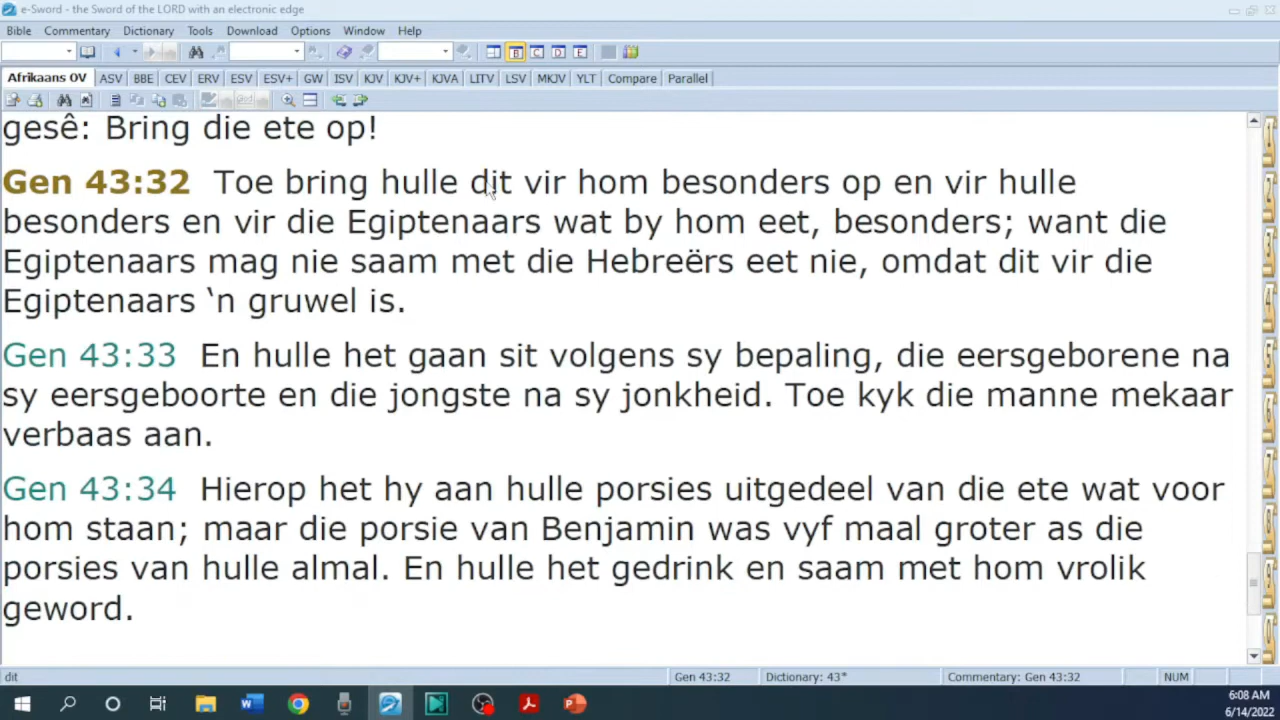 e-Sword - the Sword of the LORD with an electronic edge
Bible Commentary Dictionary Tools Download Options Window Help
B C D E
Afrikaans OV ASV BBE CEV ERV ESV ESV+ GW ISV KJV KJV+ KJVA LITV LSV MKJV YLT Compare Parallel
gesê: Bring die ete op!
Gen 43:32 Toe bring hulle dit vir hom besonders op en vir hulle
besonders en vir die Egiptenaars wat by hom eet, besonders; want die
Egiptenaars mag nie saam met die Hebreërs eet nie, omdat dit vir die
Egiptenaars ‛n gruwel is.
Gen 43:33 En hulle het gaan sit volgens sy bepaling, die eersgeborene na
sy eersgeboorte en die jongste na sy jonkheid. Toe kyk die manne mekaar
verbaas aan.
Gen 43:34 Hierop het hy aan hulle porsies uitgedeel van die ete wat voor
hom staan; maar die porsie van Benjamin was vyf maal groter as die
porsies van hulle almal. En hulle het gedrink en saam met hom vrolik
geword.
dit Gen 43:32 Dictionary: 43* Commentary: Gen 43:32 NUM
6:08 AM
6/14/2022